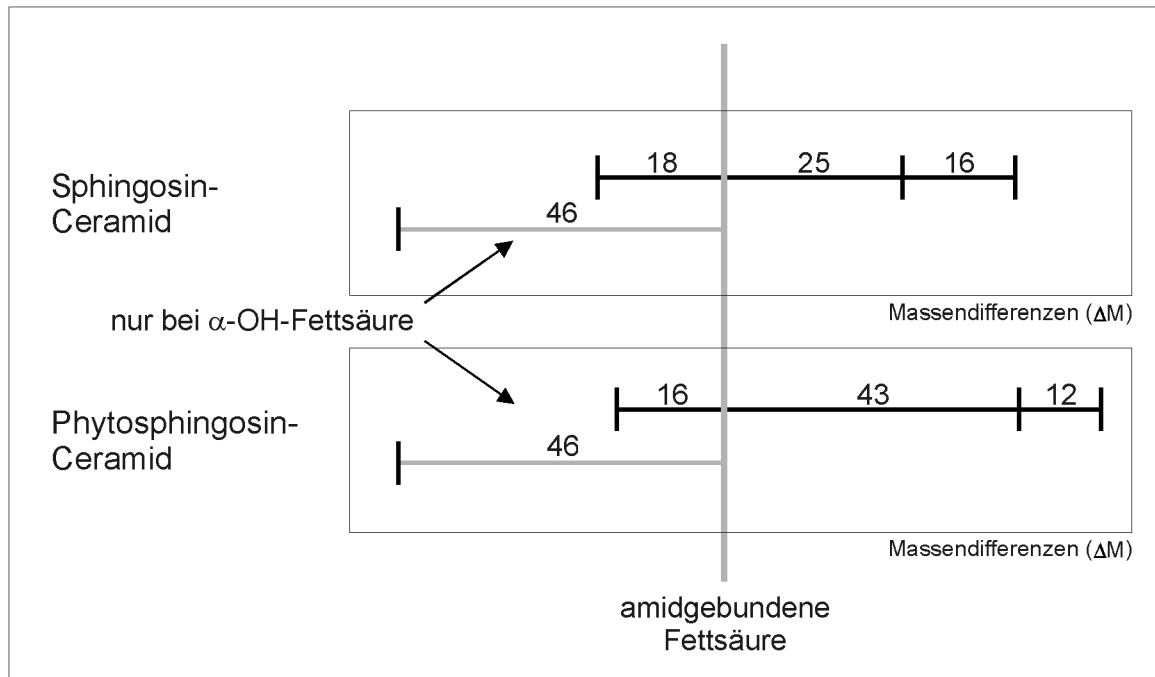 Sphingosin-
Ceramid
18
25
16
46
nur bei α-OH-Fettsäure
Massendifferenzen (ΔM)
Phytosphingosin-
Ceramid
16
43
12
46
Massendifferenzen (ΔM)
amidgebundene
Fettsäure